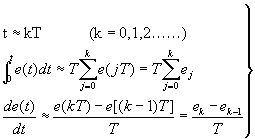 t ≈ kT (k = 0,1,2……)
∫₀ᵗ e(t)dt ≈ T∑ⱼ₌₀ᵏ e(jT) = T∑ⱼ₌₀ᵏ eⱼ
de(t)/dt ≈ e(kT) − e[(k−1)T]/T = eₖ − eₖ₋₁/T